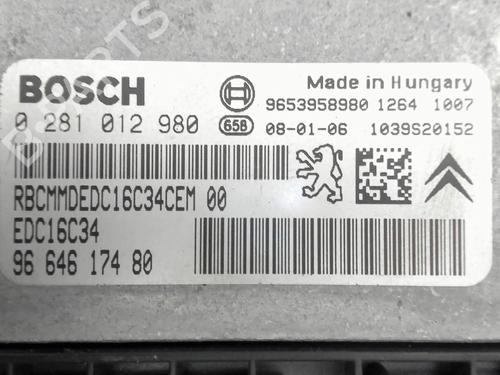 BOSCH
Made in Hungary
9653958980 1264 1007
0 281 012 980 658 08-01-06 1039S20152
RBCMMDEDC16C34CEM 00
EDC16C34
96 646 174 80